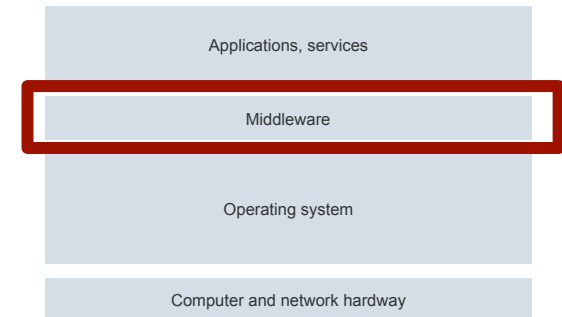 Applications, services
Middleware
Operating system
Computer and network hardway